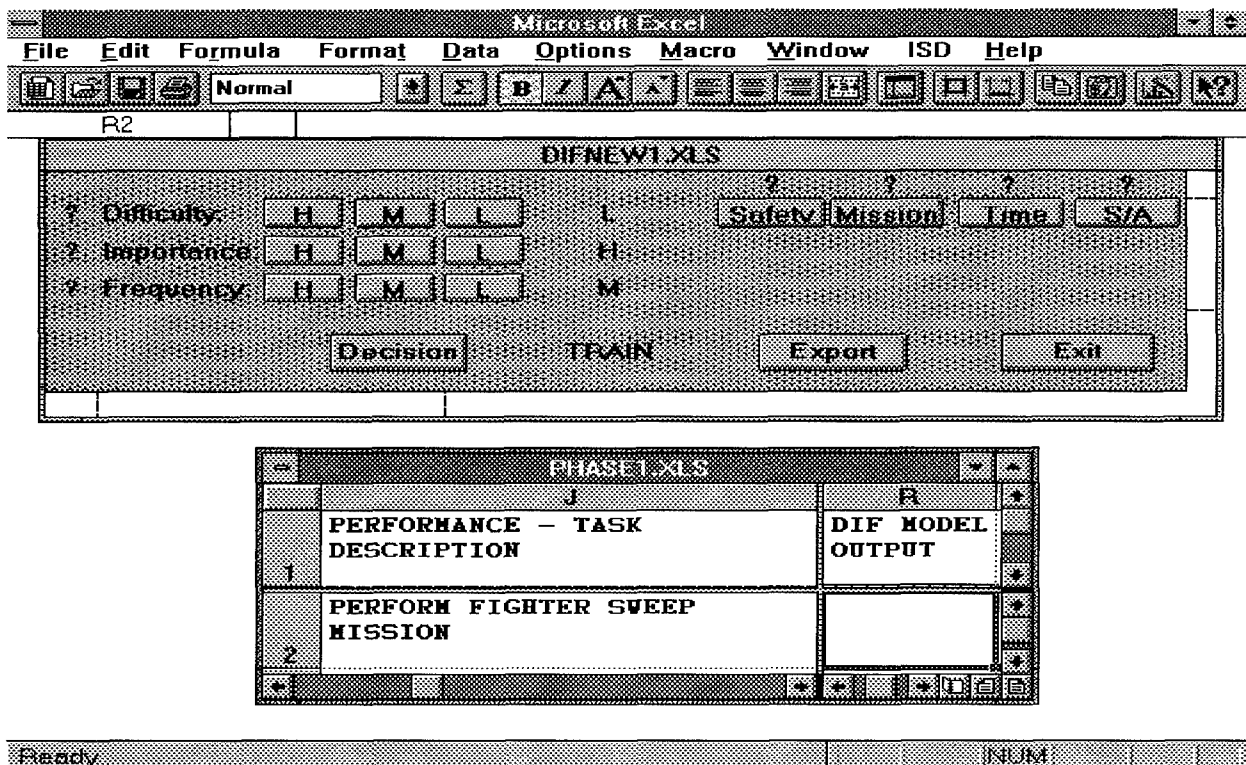 Microsoft Excel
File Edit Formula Format Data Options Macro Window ISD Help
Normal Σ B I A A
R2
DIFNEW1.XLS
? ? ? ?
? Difficulty: H M L L Safety Mission Time S/A
? Importance: H M L H
? Frequency: H M L M
Decision TRAIN Export Exit
PHASE1.XLS
J R
PERFORMANCE – TASK DIF MODEL
DESCRIPTION OUTPUT
1
PERFORM FIGHTER SWEEP
MISSION
2
Ready NUM